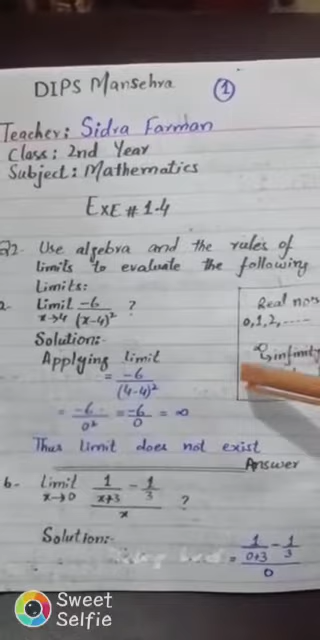 DIPS Mansehra ①
Teacher: Sidra Farman
Class: 2nd Year
Subject: Mathematics
EXE # 1.4
Q2- Use algebra and the rules of
limits to evaluate the following
Limits:
a- Limit x→4 -6/(x-4)² ?
Solution:
Applying limit
= -6/(4-4)²
= -6/0² = -6/0 = ∞
Thus limit does not exist
Answer
Real nos
0,1,2, ----
∞ infinity
b- Limit x→0 (1/(x+3) - 1/3)/x ?
Solution:-
= (1/(0+3) - 1/3)/0
Sweet
Selfie